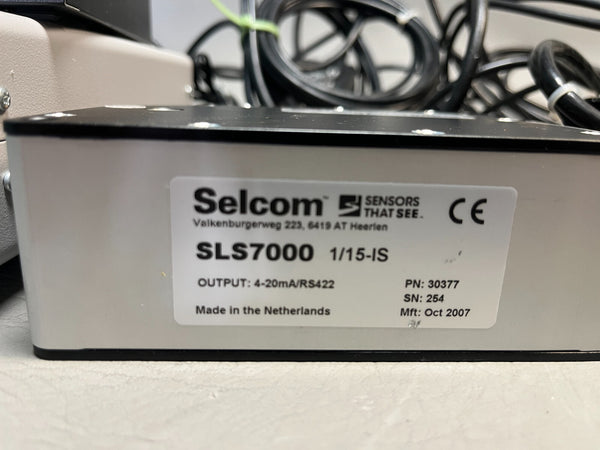 Selcom™ SENSORS THAT SEE™ CE
Valkenburgerweg 223, 6419 AT Heerlen
SLS7000 1/15-IS
OUTPUT: 4-20mA/RS422 PN: 30377
SN: 254
Made in the Netherlands Mft: Oct 2007